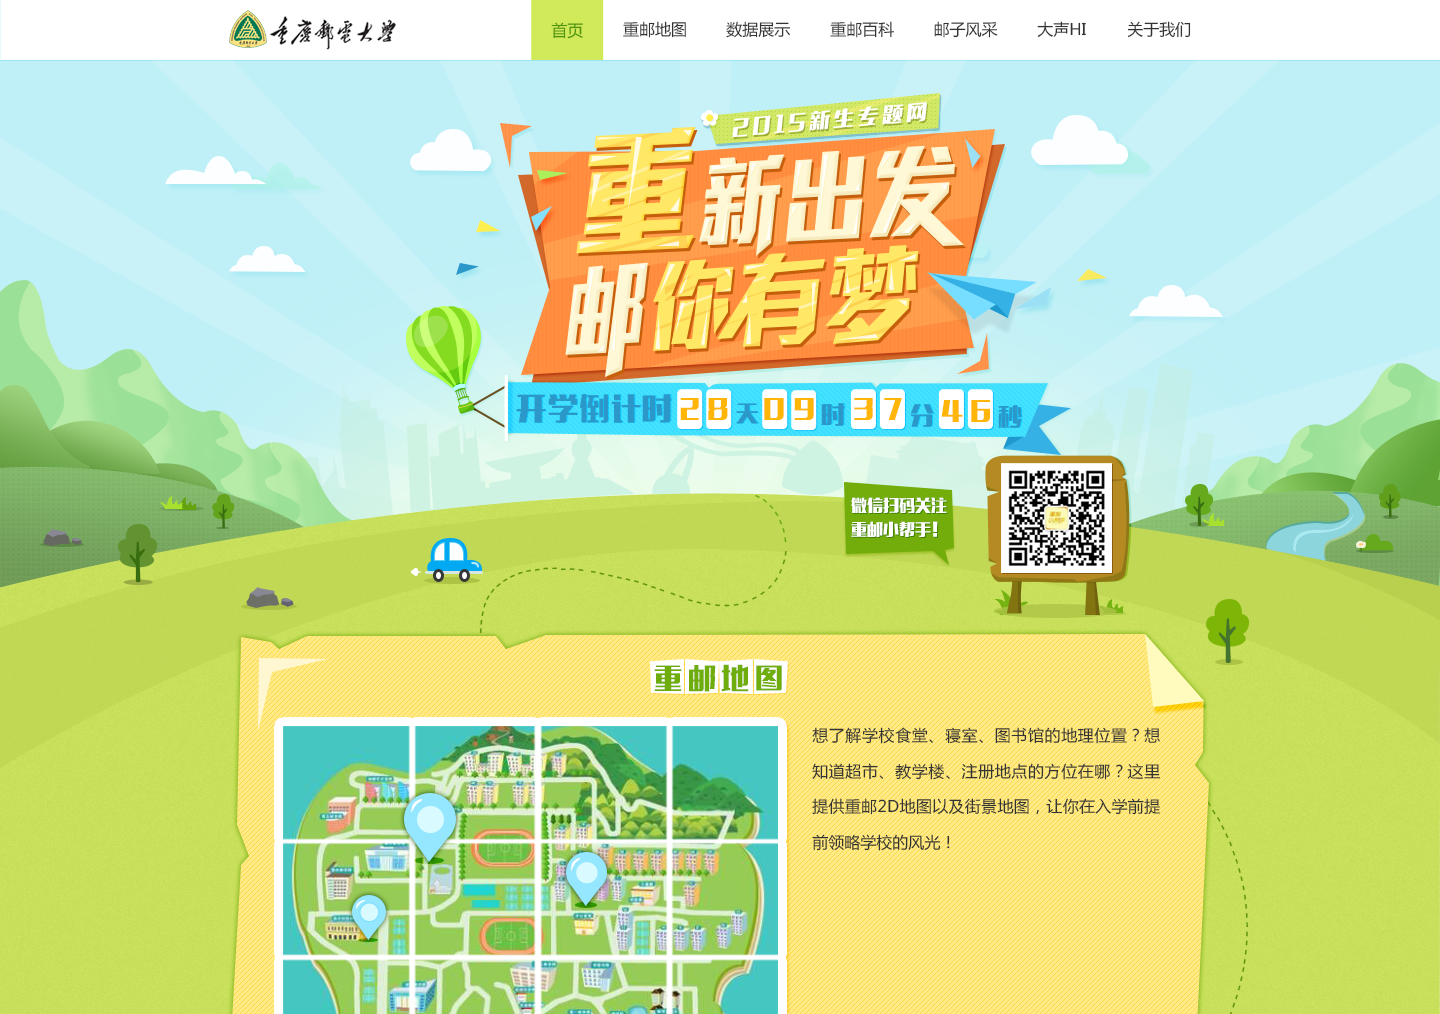 重庆邮电大学
首页 重邮地图 数据展示 重邮百科 邮子风采 大声HI 关于我们
2015新生专题网
重新出发
邮你有梦
开学倒计时 28 天 09 时 37 分 46 秒
微信扫码关注
重邮小帮手!
重邮地图
想了解学校食堂、寝室、图书馆的地理位置？想
知道超市、教学楼、注册地点的方位在哪？这里
提供重邮2D地图以及街景地图，让你在入学前提
前领略学校的风光！